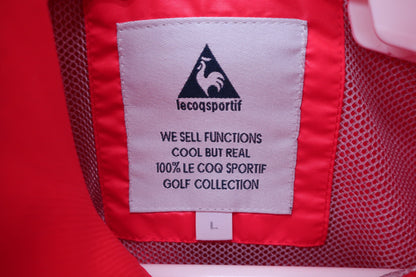 lecoqsportif
WE SELL FUNCTIONS
COOL BUT REAL
100% LE COQ SPORTIF
GOLF COLLECTION
L